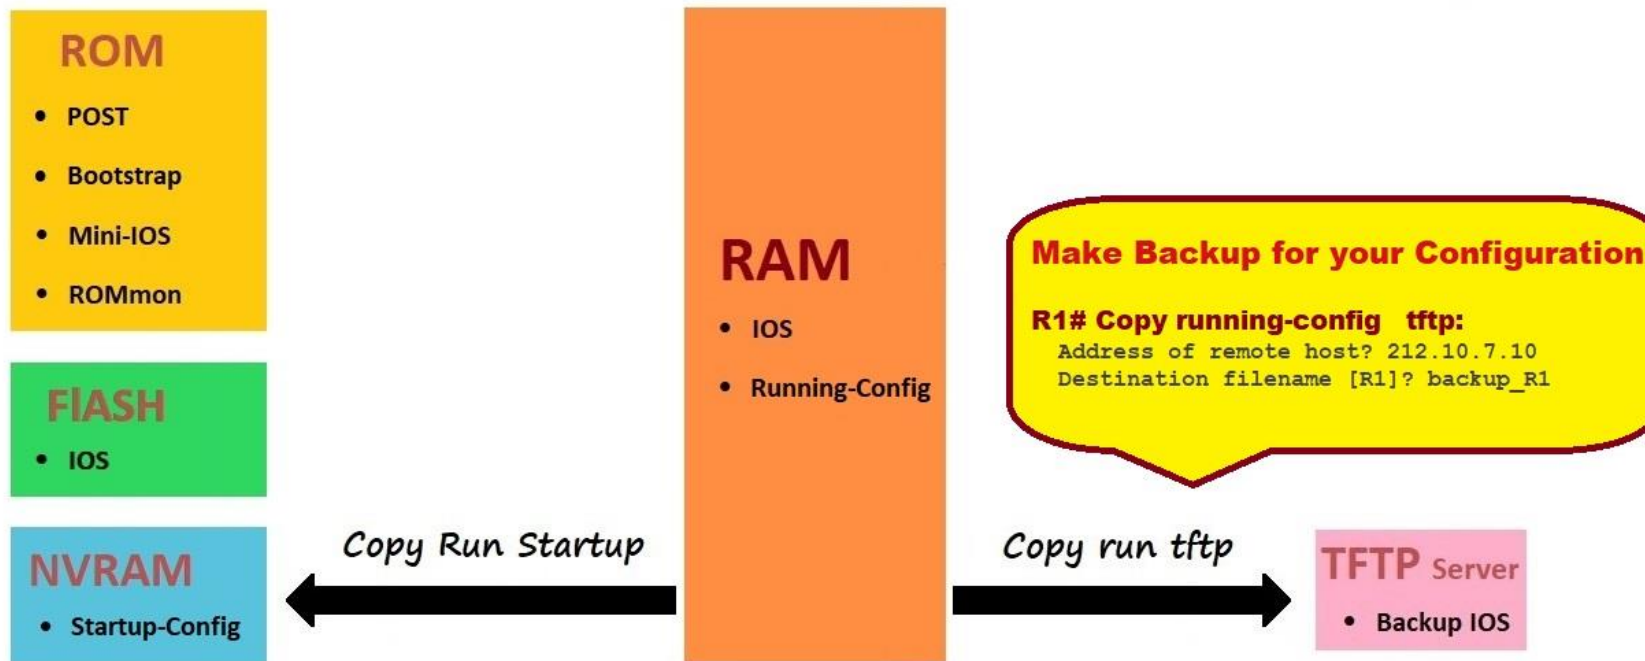 ROM
• POST
• Bootstrap
• Mini-IOS
• ROMmon
FlASH
• IOS
NVRAM
• Startup-Config
Copy Run Startup
RAM
• IOS
• Running-Config
Make Backup for your Configuration
R1# Copy running-config tftp:
Address of remote host? 212.10.7.10
Destination filename [R1]? backup_R1
Copy run tftp
TFTP Server
• Backup IOS